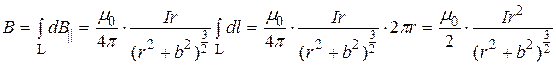 B = ∫_L dB_∥ = μ₀/4π · Ir/(r² + b²)^(3/2) ∫_L dl = μ₀/4π · Ir/(r² + b²)^(3/2) · 2πr = μ₀/2 · Ir²/(r² + b²)^(3/2)